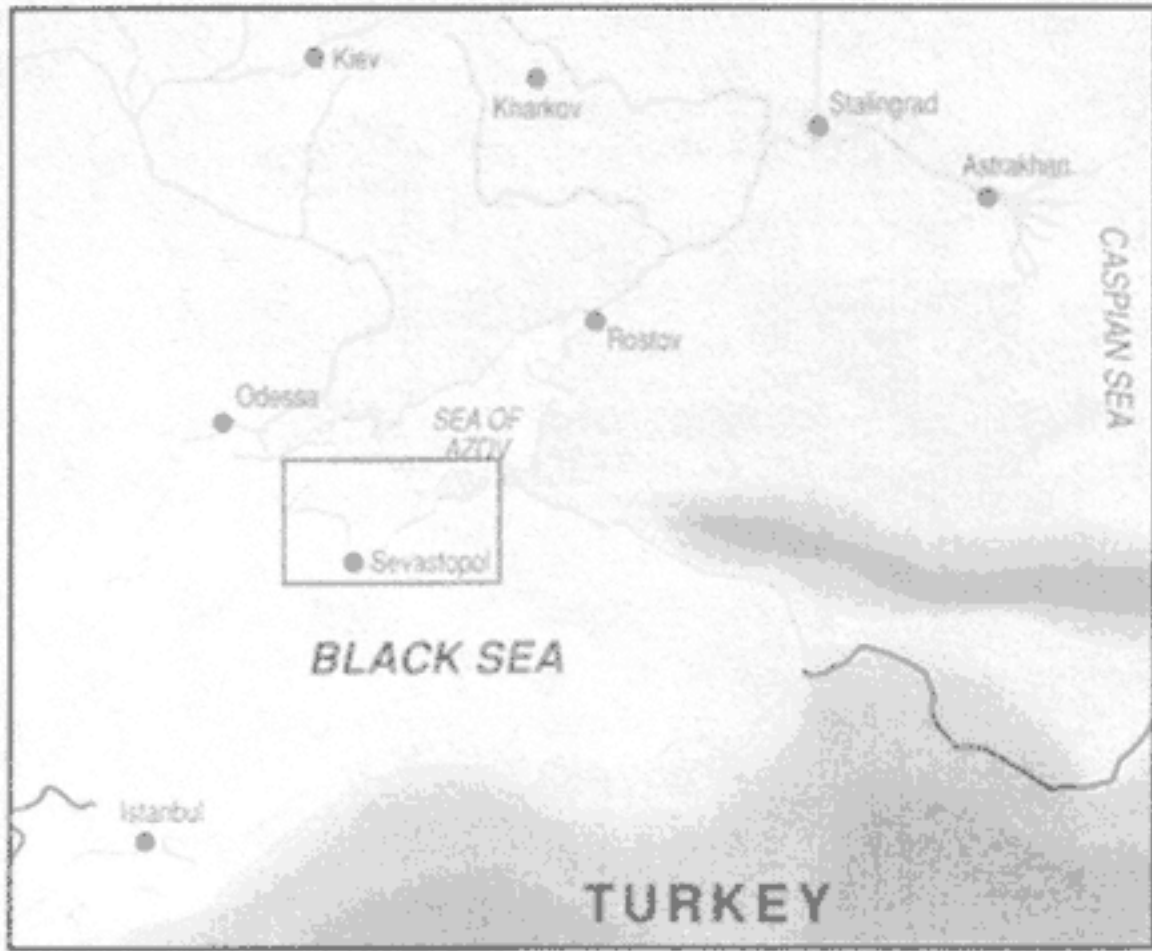 Kiev
Kharkov
Stalingrad
Astrakhan
CASPIAN SEA
Rostov
Odessa
SEA OF
AZOV
Sevastopol
BLACK SEA
Istanbul
TURKEY